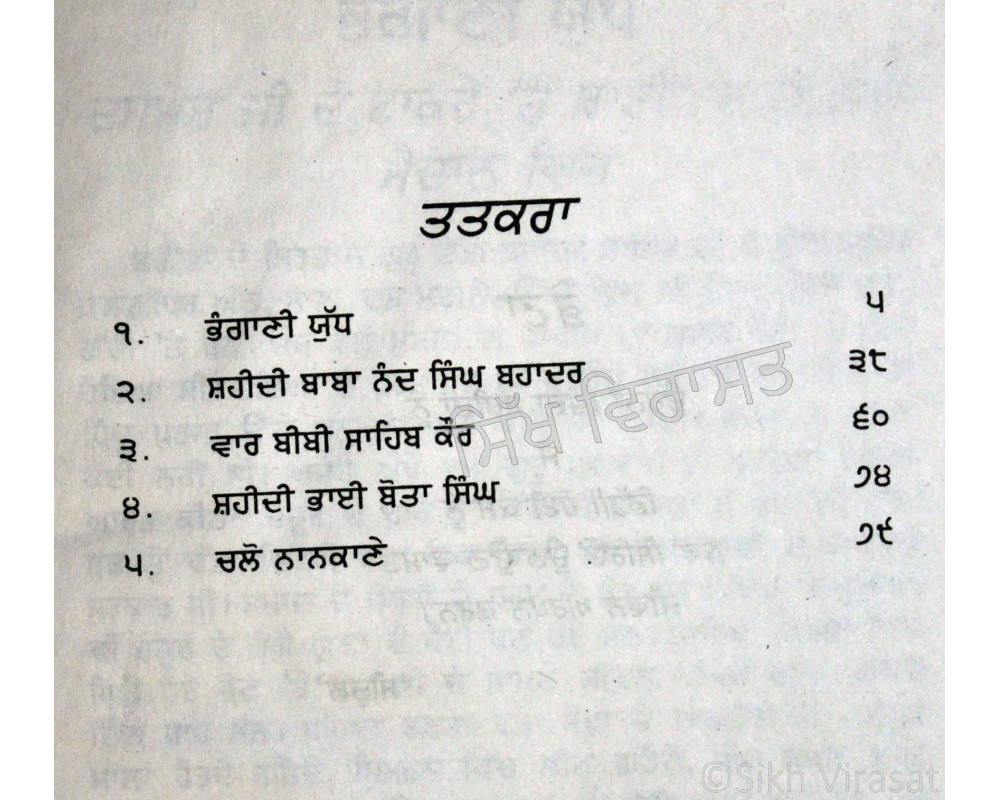 ਤਤਕਰਾ
੧. ਭੰਗਾਣੀ ਯੁੱਧ ੫
੨. ਸ਼ਹੀਦੀ ਬਾਬਾ ਨੰਦ ਸਿੰਘ ਬਹਾਦਰ ੩੮
੩. ਵਾਰ ਬੀਬੀ ਸਾਹਿਬ ਕੌਰ ੬੦
੪. ਸ਼ਹੀਦੀ ਭਾਈ ਬੋਤਾ ਸਿੰਘ ੭੪
੫. ਚਲੋ ਨਾਨਕਾਣੇ ੭੯
ਸਿੱਖ ਵਿਰਾਸਤ
©Sikh Virasat